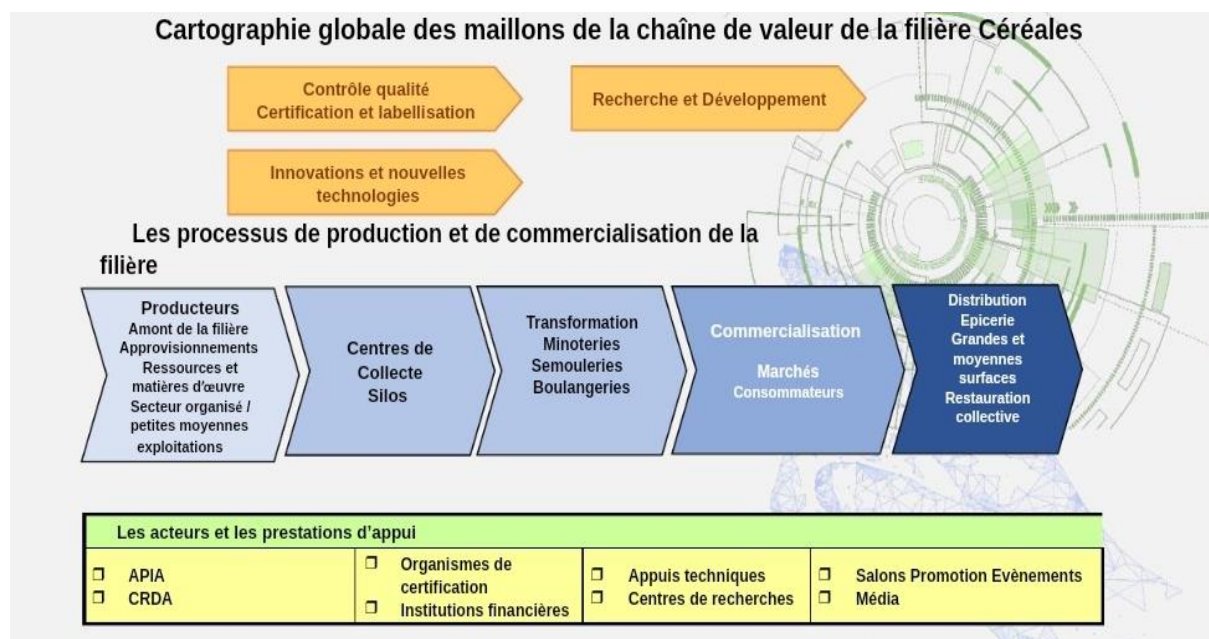 Cartographie globale des maillons de la chaîne de valeur de la filière Céréales
Contrôle qualité
Certification et labellisation
Recherche et Développement
Innovations et nouvelles
technologies
Les processus de production et de commercialisation de la
filière
Producteurs
Amont de la filière
Approvisionnements
Ressources et
matières d'œuvre
Secteur organisé /
petites moyennes
exploitations
Centres de
Collecte
Silos
Transformation
Minoteries
Semouleries
Boulangeries
Commercialisation
Marchés
Consommateurs
Distribution
Epicerie
Grandes et
moyennes
surfaces
Restauration
collective
Les acteurs et les prestations d'appui
❒ APIA
❒ CRDA
❒ Organismes de
certification
❒ Institutions financières
❒ Appuis techniques
❒ Centres de recherches
❒ Salons Promotion Evènements
❒ Média